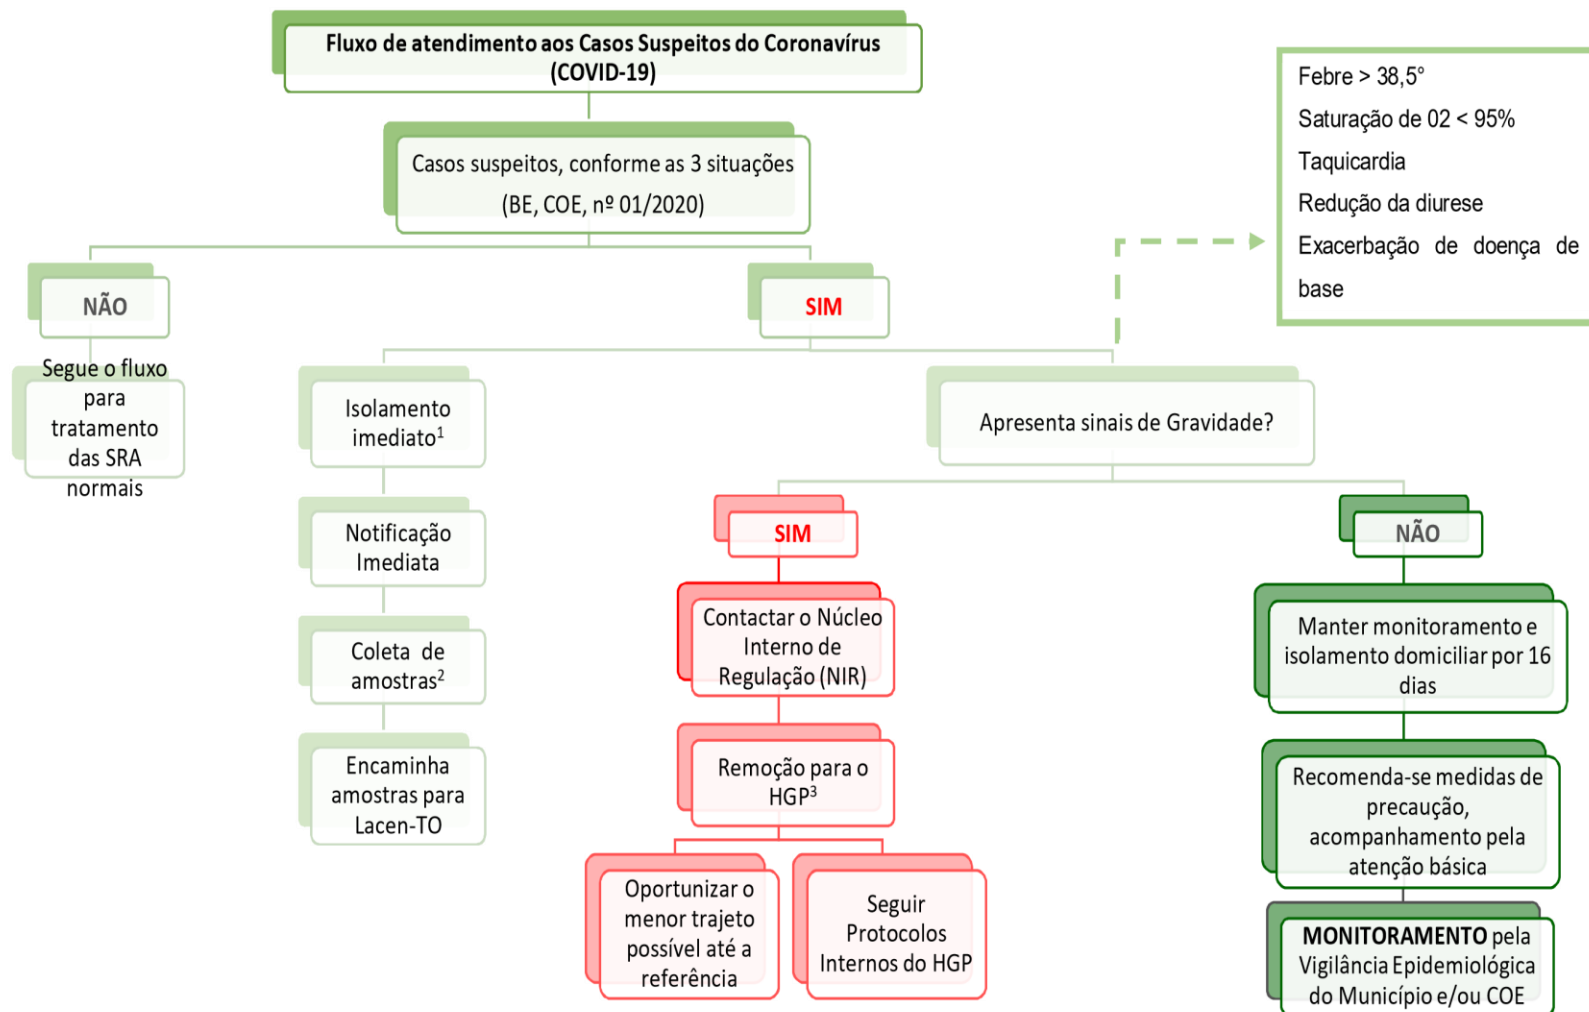 Fluxo de atendimento aos Casos Suspeitos do Coronavírus
(COVID-19)
Casos suspeitos, conforme as 3 situações
(BE, COE, nº 01/2020)
Febre > 38,5°
Saturação de 02 < 95%
Taquicardia
Redução da diurese
Exacerbação de doença de
base
NÃO
SIM
Segue o fluxo
para
tratamento
das SRA
normais
Isolamento
imediato¹
Notificação
Imediata
Coleta de
amostras²
Encaminha
amostras para
Lacen-TO
Apresenta sinais de Gravidade?
SIM
Contactar o Núcleo
Interno de
Regulação (NIR)
Remoção para o
HGP³
Oportunizar o
menor trajeto
possível até a
referência
Seguir
Protocolos
Internos do HGP
NÃO
Manter monitoramento e
isolamento domiciliar por 16
dias
Recomenda-se medidas de
precaução,
acompanhamento pela
atenção básica
MONITORAMENTO pela
Vigilância Epidemiológica
do Município e/ou COE